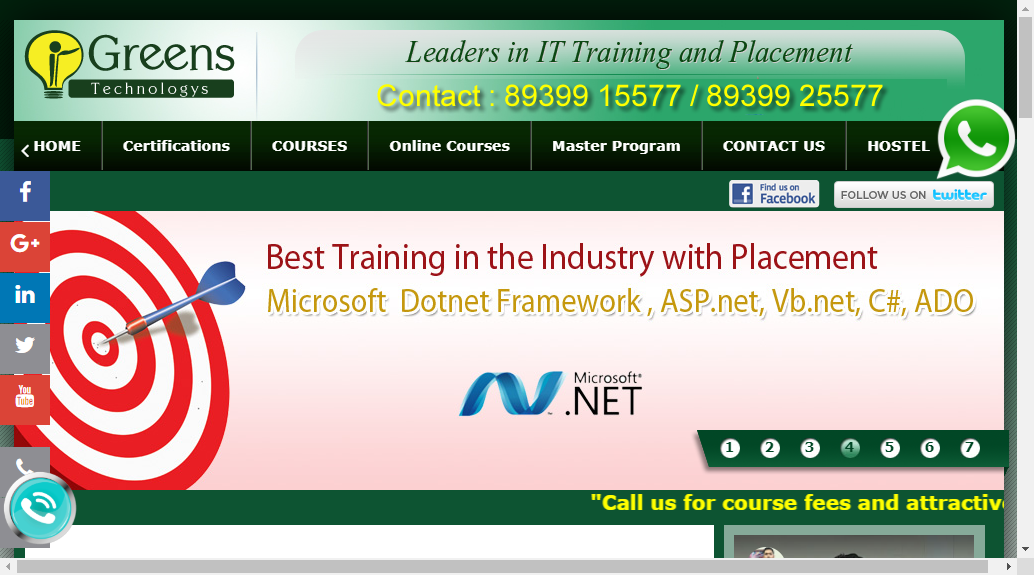 Greens
Technologys
Leaders in IT Training and Placement
Contact : 89399 15577 / 89399 25577
HOME
Certifications
COURSES
Online Courses
Master Program
CONTACT US
HOSTEL
Find us on
Facebook
FOLLOW US ON twitter
f
G+
in
You
Tube
Best Training in the Industry with Placement
Microsoft Dotnet Framework , ASP.net, Vb.net, C#, ADO
Microsoft®
.NET
1 2 3 4 5 6 7
"Call us for course fees and attractiv